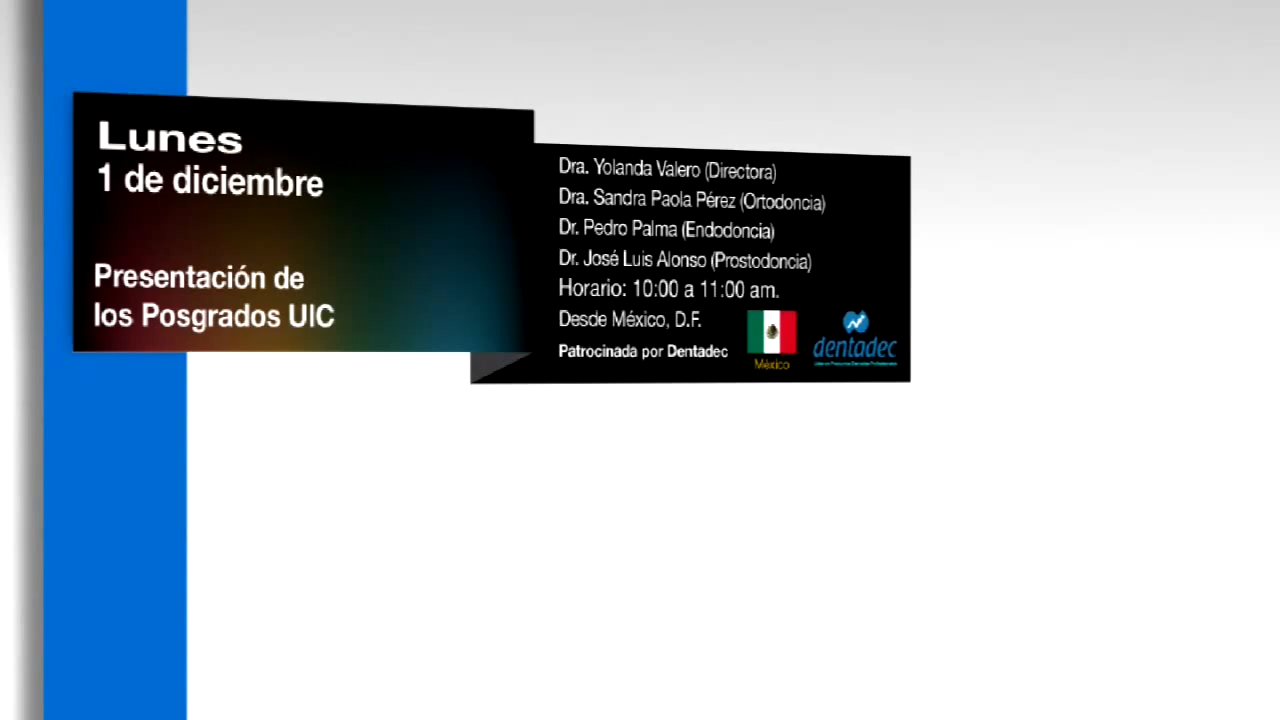 Lunes
1 de diciembre
Presentación de
los Posgrados UIC
Dra. Yolanda Valero (Directora)
Dra. Sandra Paola Pérez (Ortodoncia)
Dr. Pedro Palma (Endodoncia)
Dr. José Luis Alonso (Prostodoncia)
Horario: 10:00 a 11:00 am.
Desde México, D.F.
Patrocinada por Dentadec
México
dentadec